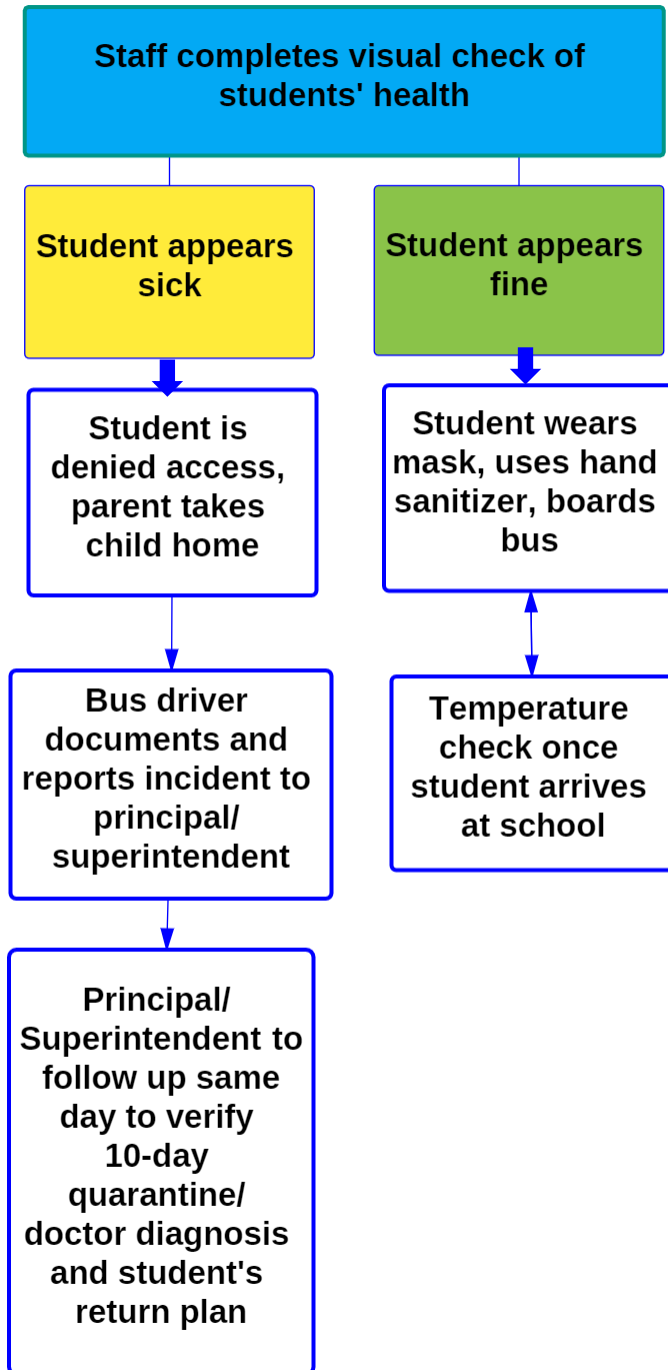 Staff completes visual check of
students' health
Student appears
sick
Student appears
fine
Student is
denied access,
parent takes
child home
Student wears
mask, uses hand
sanitizer, boards
bus
Bus driver
documents and
reports incident to
principal/
superintendent
Temperature
check once
student arrives
at school
Principal/
Superintendent to
follow up same
day to verify
10-day
quarantine/
doctor diagnosis
and student's
return plan